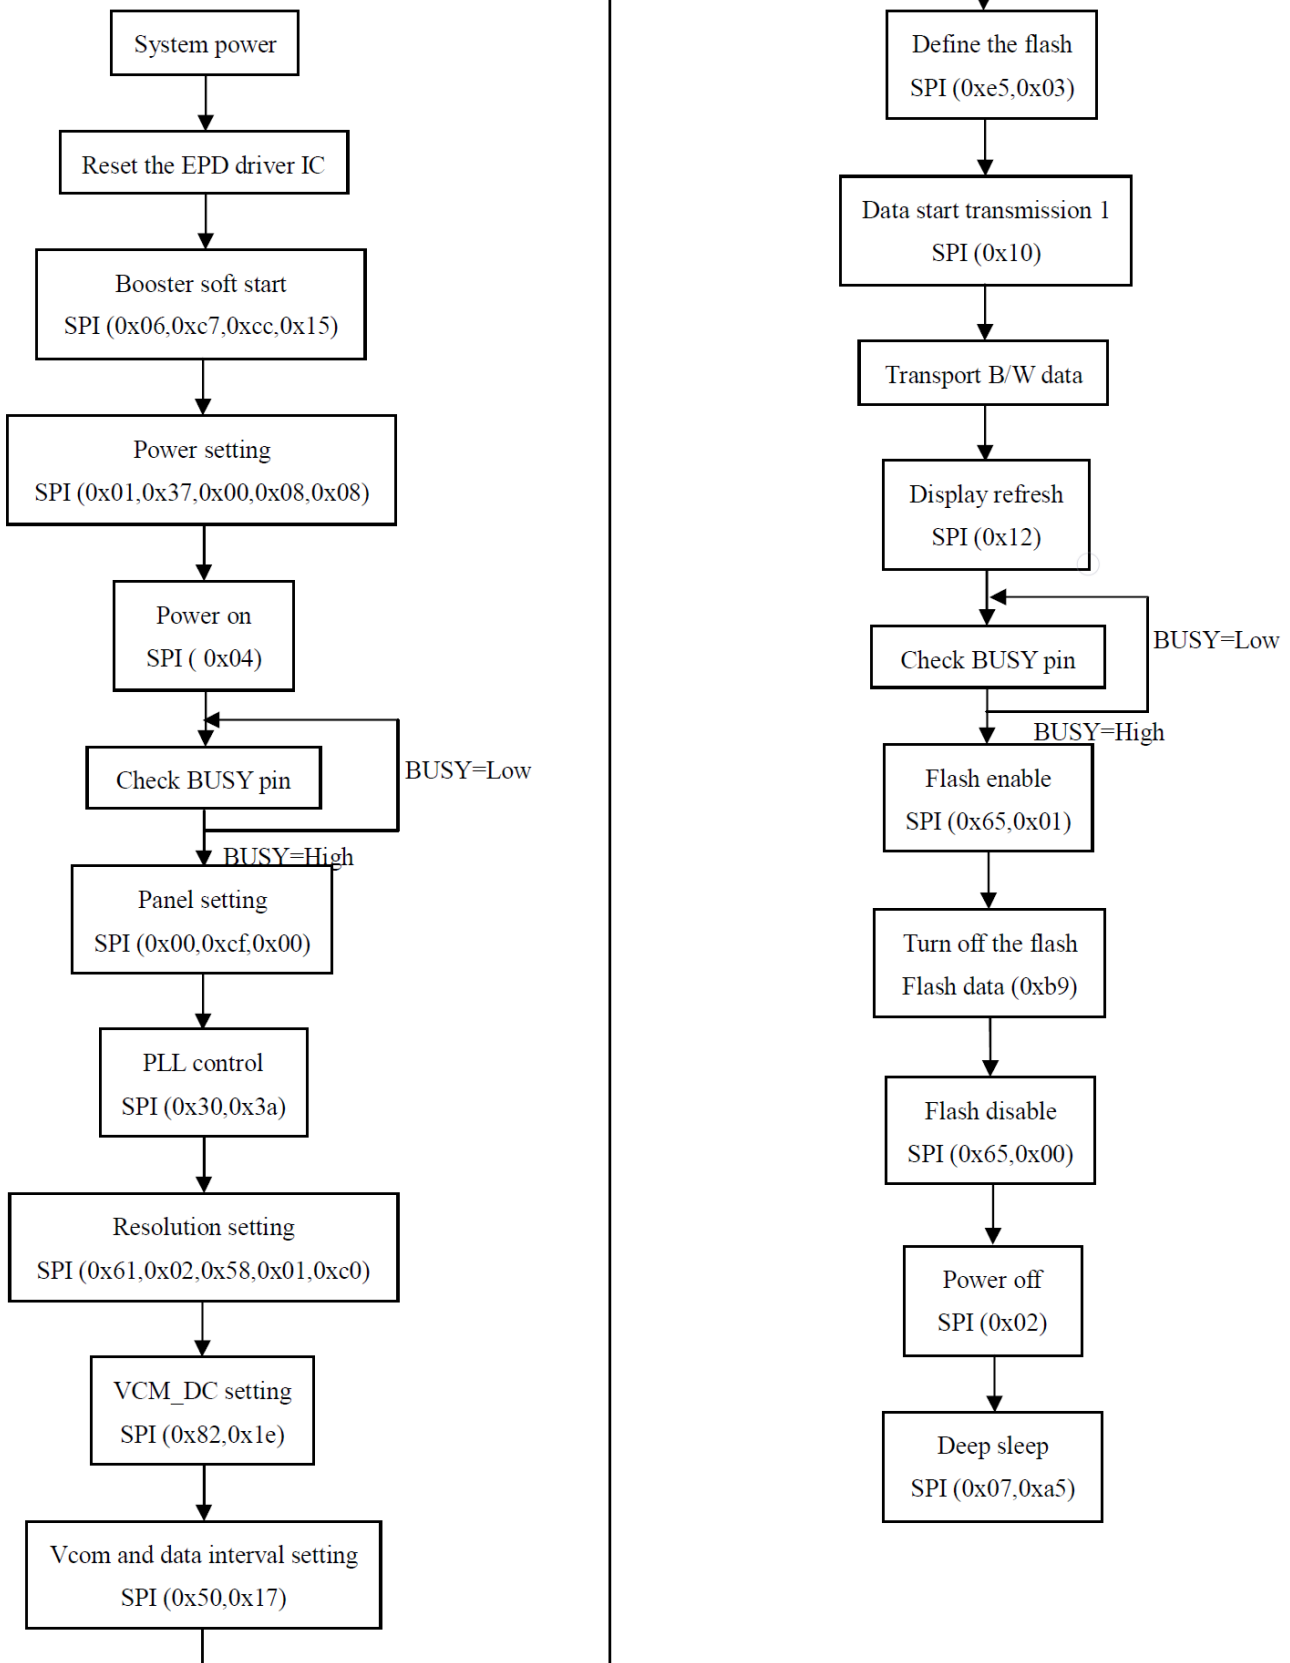 System power
Reset the EPD driver IC
Booster soft start
SPI (0x06,0xc7,0xcc,0x15)
Power setting
SPI (0x01,0x37,0x00,0x08,0x08)
Power on
SPI ( 0x04)
Check BUSY pin
BUSY=Low
BUSY=High
Panel setting
SPI (0x00,0xcf,0x00)
PLL control
SPI (0x30,0x3a)
Resolution setting
SPI (0x61,0x02,0x58,0x01,0xc0)
VCM_DC setting
SPI (0x82,0x1e)
Vcom and data interval setting
SPI (0x50,0x17)
Define the flash
SPI (0xe5,0x03)
Data start transmission 1
SPI (0x10)
Transport B/W data
Display refresh
SPI (0x12)
Check BUSY pin
BUSY=Low
BUSY=High
Flash enable
SPI (0x65,0x01)
Turn off the flash
Flash data (0xb9)
Flash disable
SPI (0x65,0x00)
Power off
SPI (0x02)
Deep sleep
SPI (0x07,0xa5)